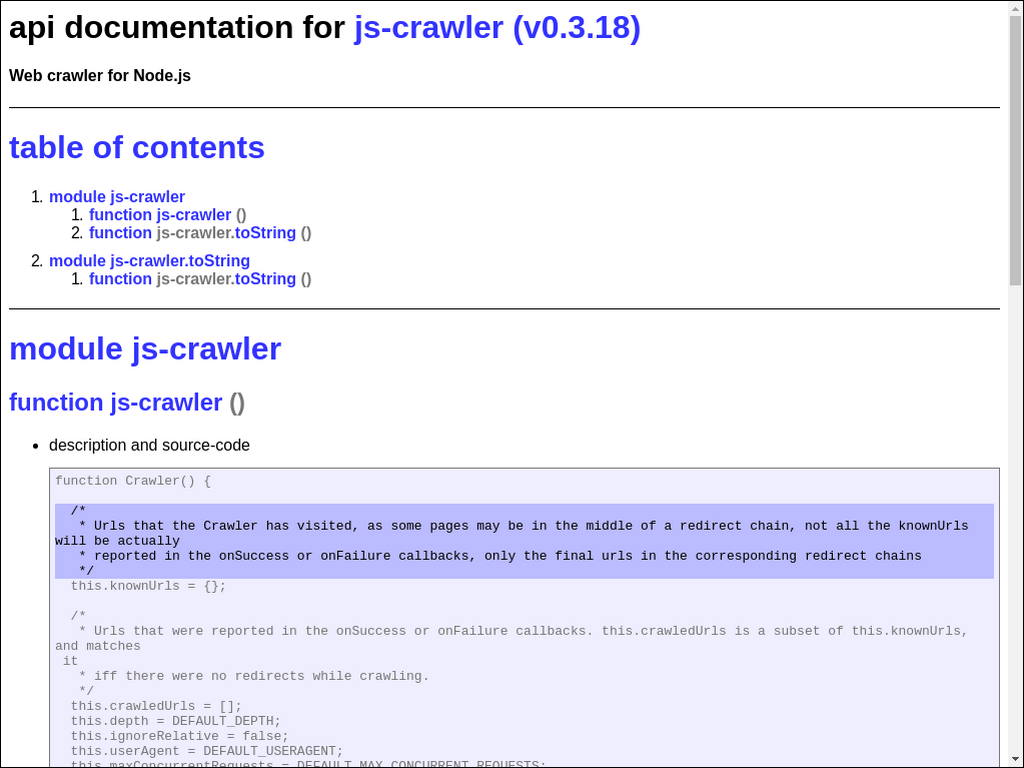 api documentation for js-crawler (v0.3.18)
Web crawler for Node.js
table of contents
1. module js-crawler
1. function js-crawler ()
2. function js-crawler.toString ()
2. module js-crawler.toString
1. function js-crawler.toString ()
module js-crawler
function js-crawler ()
• description and source-code
function Crawler() {
/*
* Urls that the Crawler has visited, as some pages may be in the middle of a redirect chain, not all the knownUrls
will be actually
* reported in the onSuccess or onFailure callbacks, only the final urls in the corresponding redirect chains
*/
this.knownUrls = {};
/*
* Urls that were reported in the onSuccess or onFailure callbacks. this.crawledUrls is a subset of this.knownUrls,
and matches
it
* iff there were no redirects while crawling.
*/
this.crawledUrls = [];
this.depth = DEFAULT_DEPTH;
this.ignoreRelative = false;
this.userAgent = DEFAULT_USERAGENT;
this.maxConcurrentRequests = DEFAULT_MAX_CONCURRENT_REQUESTS;